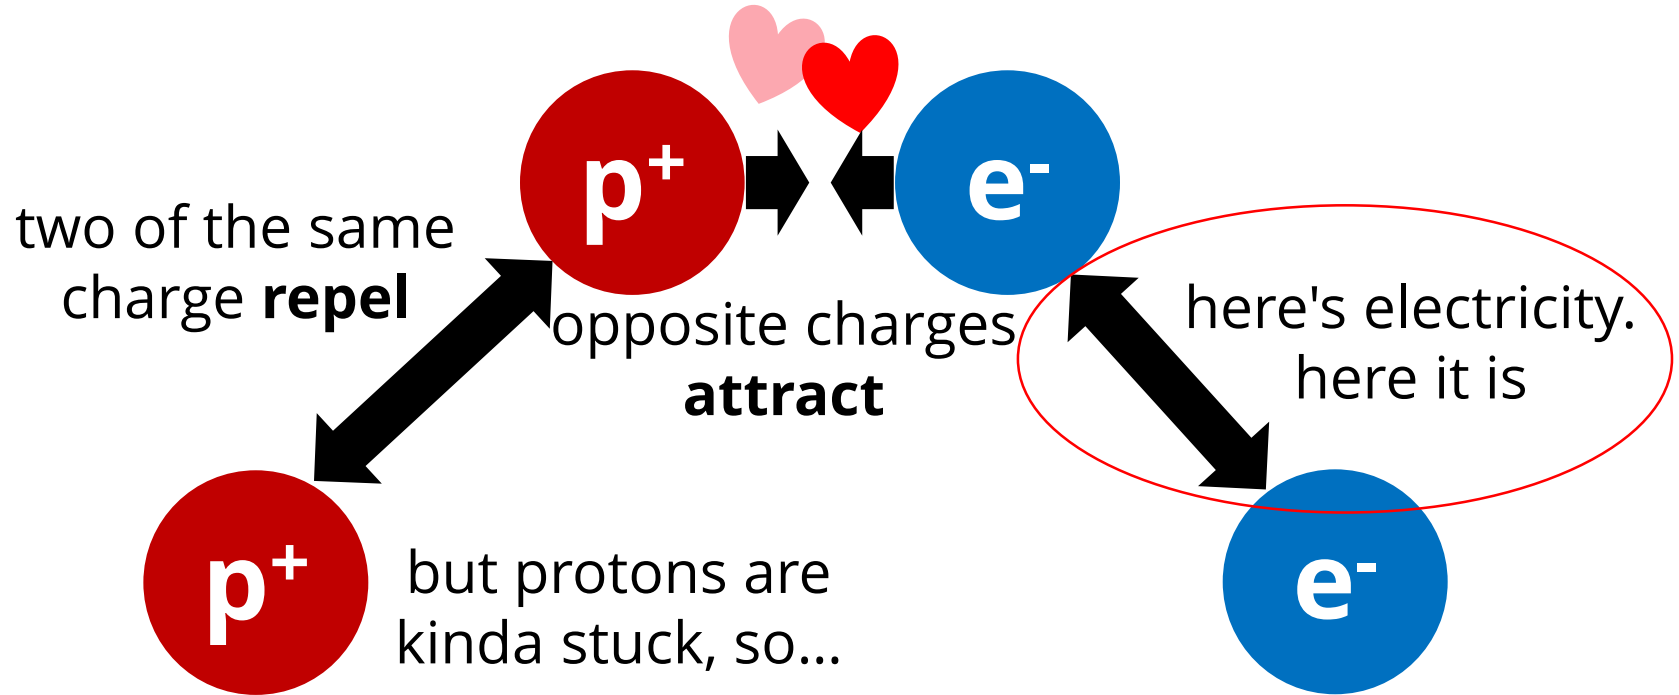 p+
e-
two of the same
charge repel
opposite charges
attract
here's electricity.
here it is
p+
but protons are
kinda stuck, so...
e-